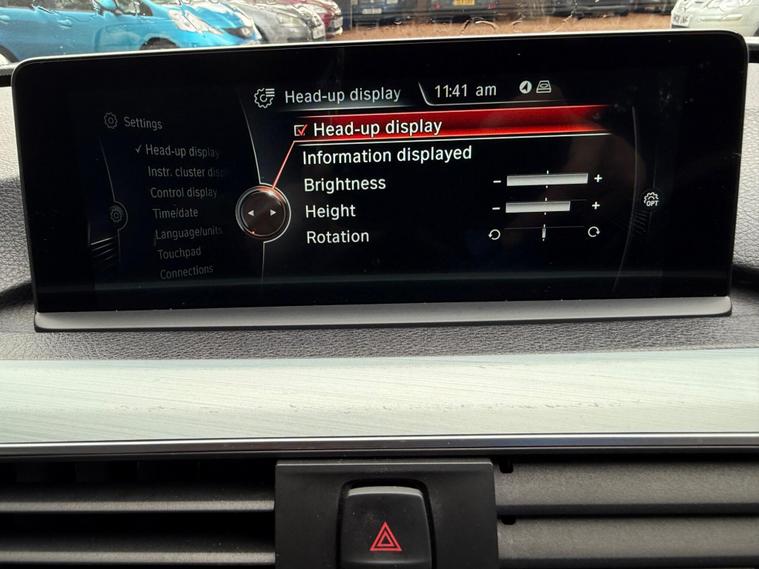 Head-up display
11:41 am
Settings
Head-up display
Information displayed
Brightness
- +
Height
- +
Rotation
Head-up display
Instr. cluster disp
Control display
Time/date
Language/units
Touchpad
Connections
OPT